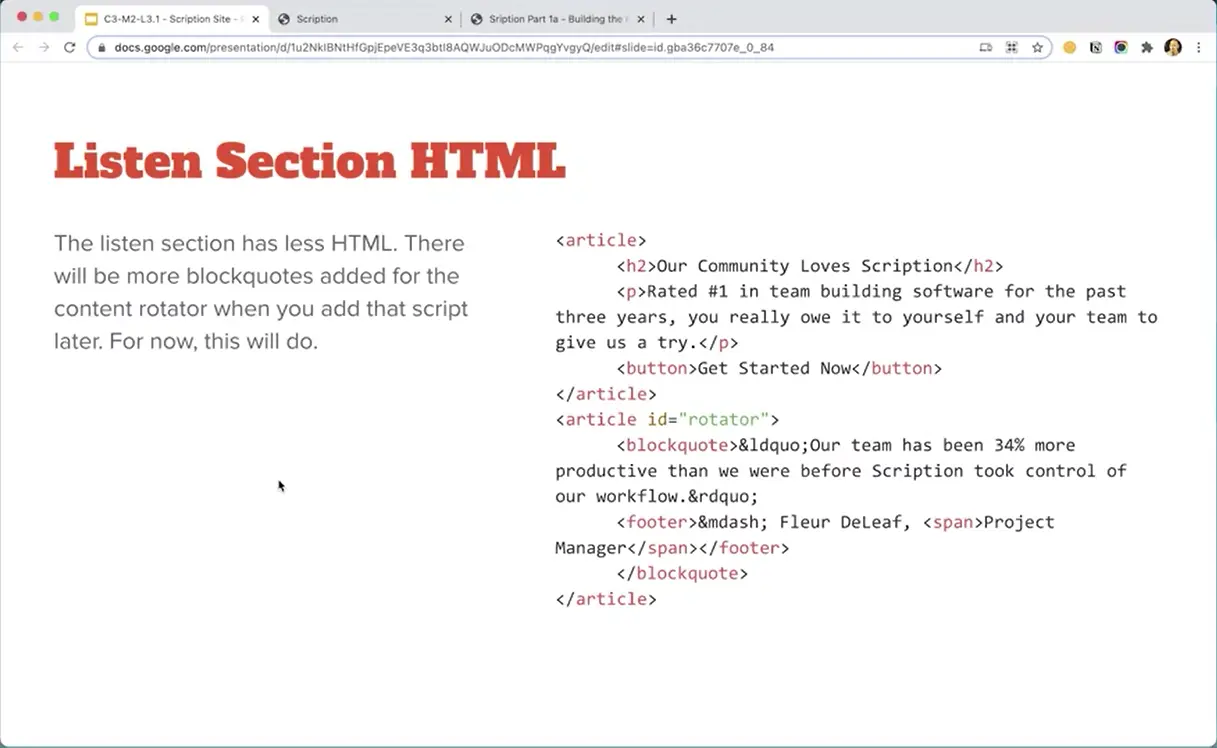 C3-M2-L3.1 - Scription Site -
Scription
Sription Part 1a - Building the
docs.google.com/presentation/d/1u2NkIBNtHfGpjEpeVE3q3btI8AQWJuODcMWPqgYvgyQ/edit#slide=id.gba36c7707e_0_84
Listen Section HTML
The listen section has less HTML. There
will be more blockquotes added for the
content rotator when you add that script
later. For now, this will do.
<article>
<h2>Our Community Loves Scription</h2>
<p>Rated #1 in team building software for the past
three years, you really owe it to yourself and your team to
give us a try.</p>
<button>Get Started Now</button>
</article>
<article id="rotator">
<blockquote>&ldquo;Our team has been 34% more
productive than we were before Scription took control of
our workflow.&rdquo;
<footer>&mdash; Fleur DeLeaf, <span>Project
Manager</span></footer>
</blockquote>
</article>